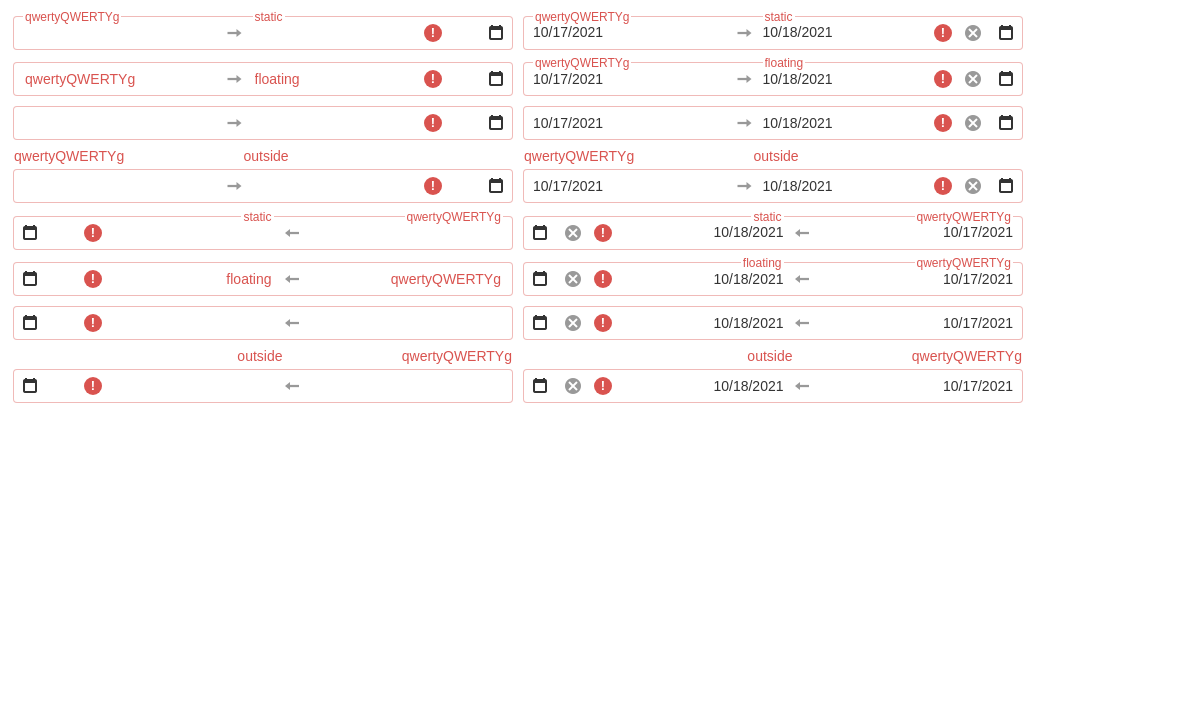 qwertyQWERTYg static qwertyQWERTYg static
10/17/2021 10/18/2021
qwertyQWERTYg floating
qwertyQWERTYg floating 10/17/2021 10/18/2021
10/17/2021 10/18/2021
qwertyQWERTYg outside qwertyQWERTYg outside
10/17/2021 10/18/2021
static qwertyQWERTYg static qwertyQWERTYg
10/18/2021 10/17/2021
floating qwertyQWERTYg
floating qwertyQWERTYg 10/18/2021 10/17/2021
10/18/2021 10/17/2021
outside qwertyQWERTYg outside qwertyQWERTYg
10/18/2021 10/17/2021